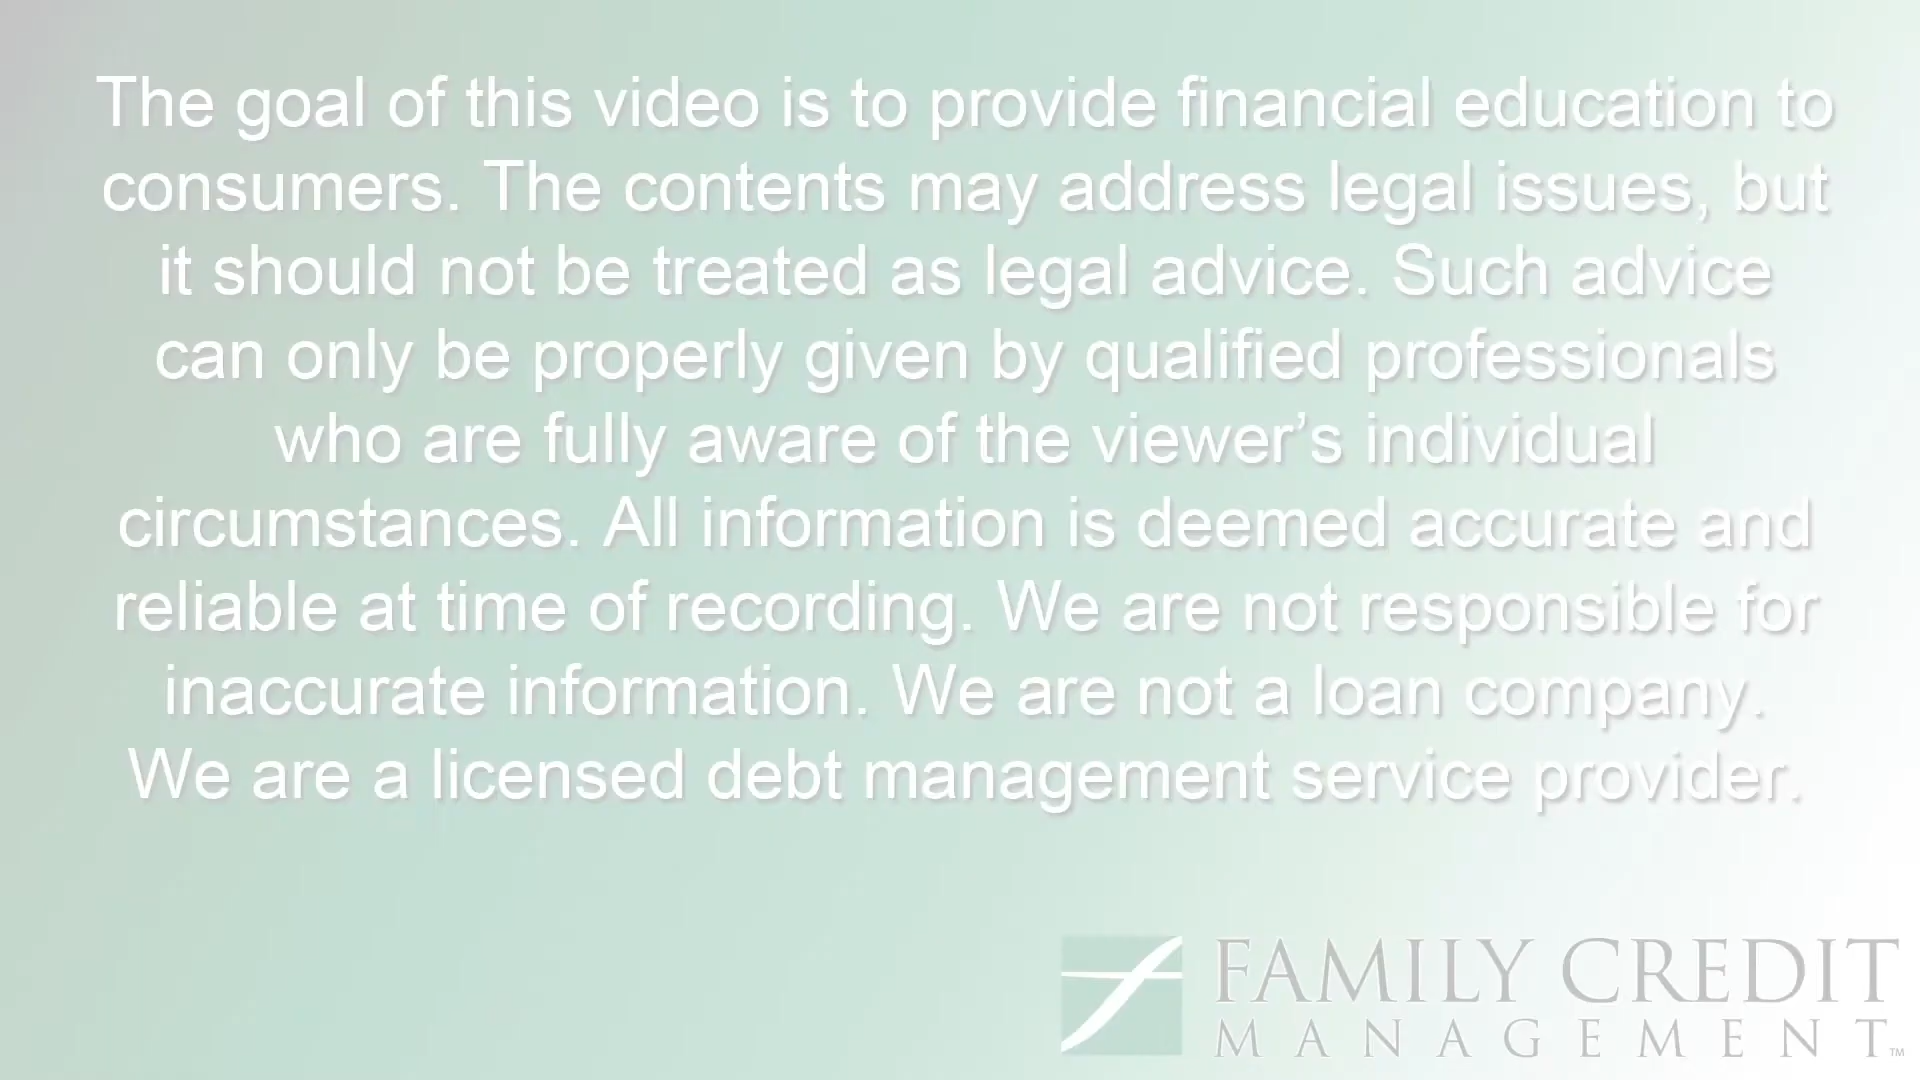 The goal of this video is to provide financial education to
consumers. The contents may address legal issues, but
it should not be treated as legal advice. Such advice
can only be properly given by qualified professionals
who are fully aware of the viewer’s individual
circumstances. All information is deemed accurate and
reliable at time of recording. We are not responsible for
inaccurate information. We are not a loan company.
We are a licensed debt management service provider.
FAMILY CREDIT
MANAGEMENT™